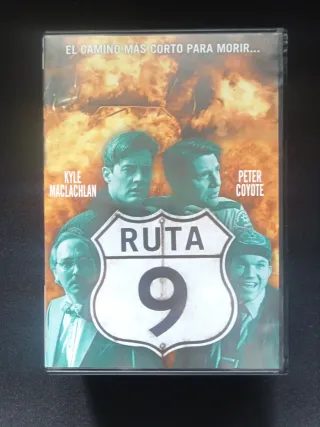 EL CAMINO MÁS CORTO PARA MORIR...
KYLE
MACLACHLAN
PETER
COYOTE
RUTA
9